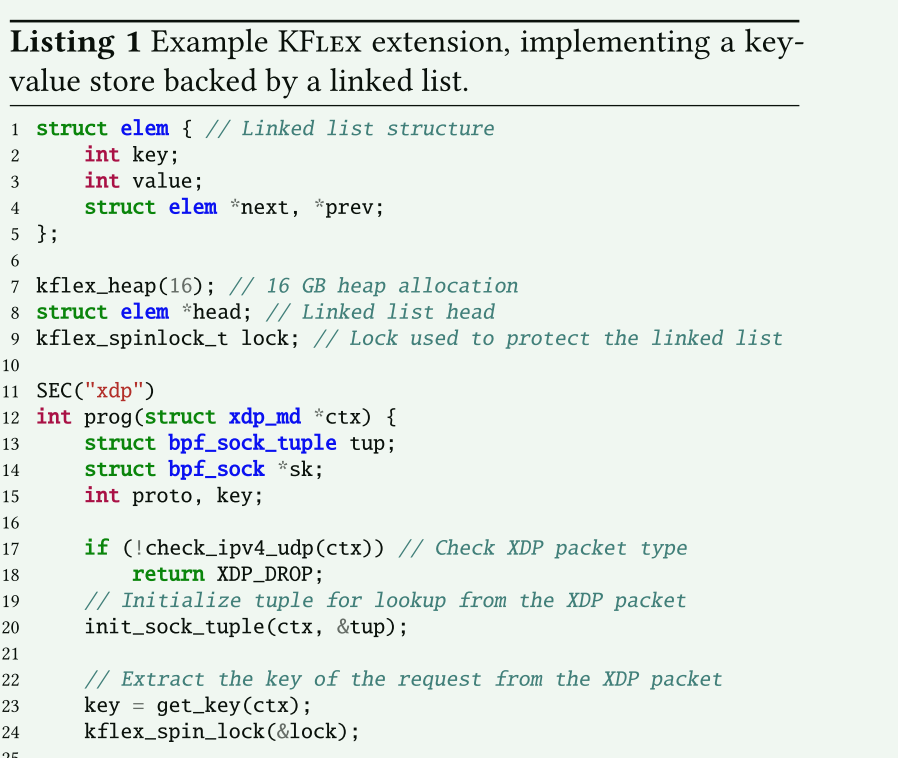 Listing 1 Example KFLEX extension, implementing a key-
value store backed by a linked list.
1 struct elem { // Linked list structure
2     int key;
3     int value;
4     struct elem *next, *prev;
5 };
6
7 kflex_heap(16); // 16 GB heap allocation
8 struct elem *head; // Linked list head
9 kflex_spinlock_t lock; // Lock used to protect the linked list
10
11 SEC("xdp")
12 int prog(struct xdp_md *ctx) {
13     struct bpf_sock_tuple tup;
14     struct bpf_sock *sk;
15     int proto, key;
16
17     if (!check_ipv4_udp(ctx)) // Check XDP packet type
18         return XDP_DROP;
19     // Initialize tuple for lookup from the XDP packet
20     init_sock_tuple(ctx, &tup);
21
22     // Extract the key of the request from the XDP packet
23     key = get_key(ctx);
24     kflex_spin_lock(&lock);
25